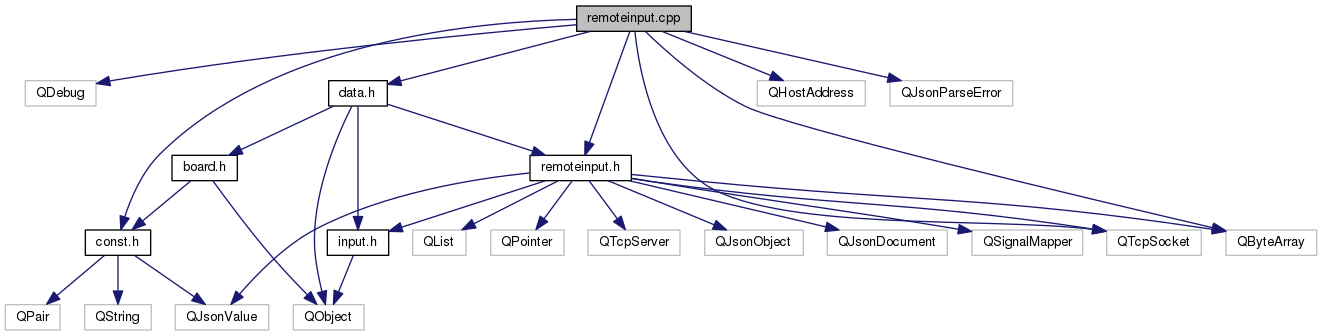 remoteinput.cpp
QDebug
data.h
QHostAddress
QJsonParseError
board.h
remoteinput.h
const.h
input.h
QList
QPointer
QTcpServer
QJsonObject
QJsonDocument
QSignalMapper
QTcpSocket
QByteArray
QPair
QString
QJsonValue
QObject